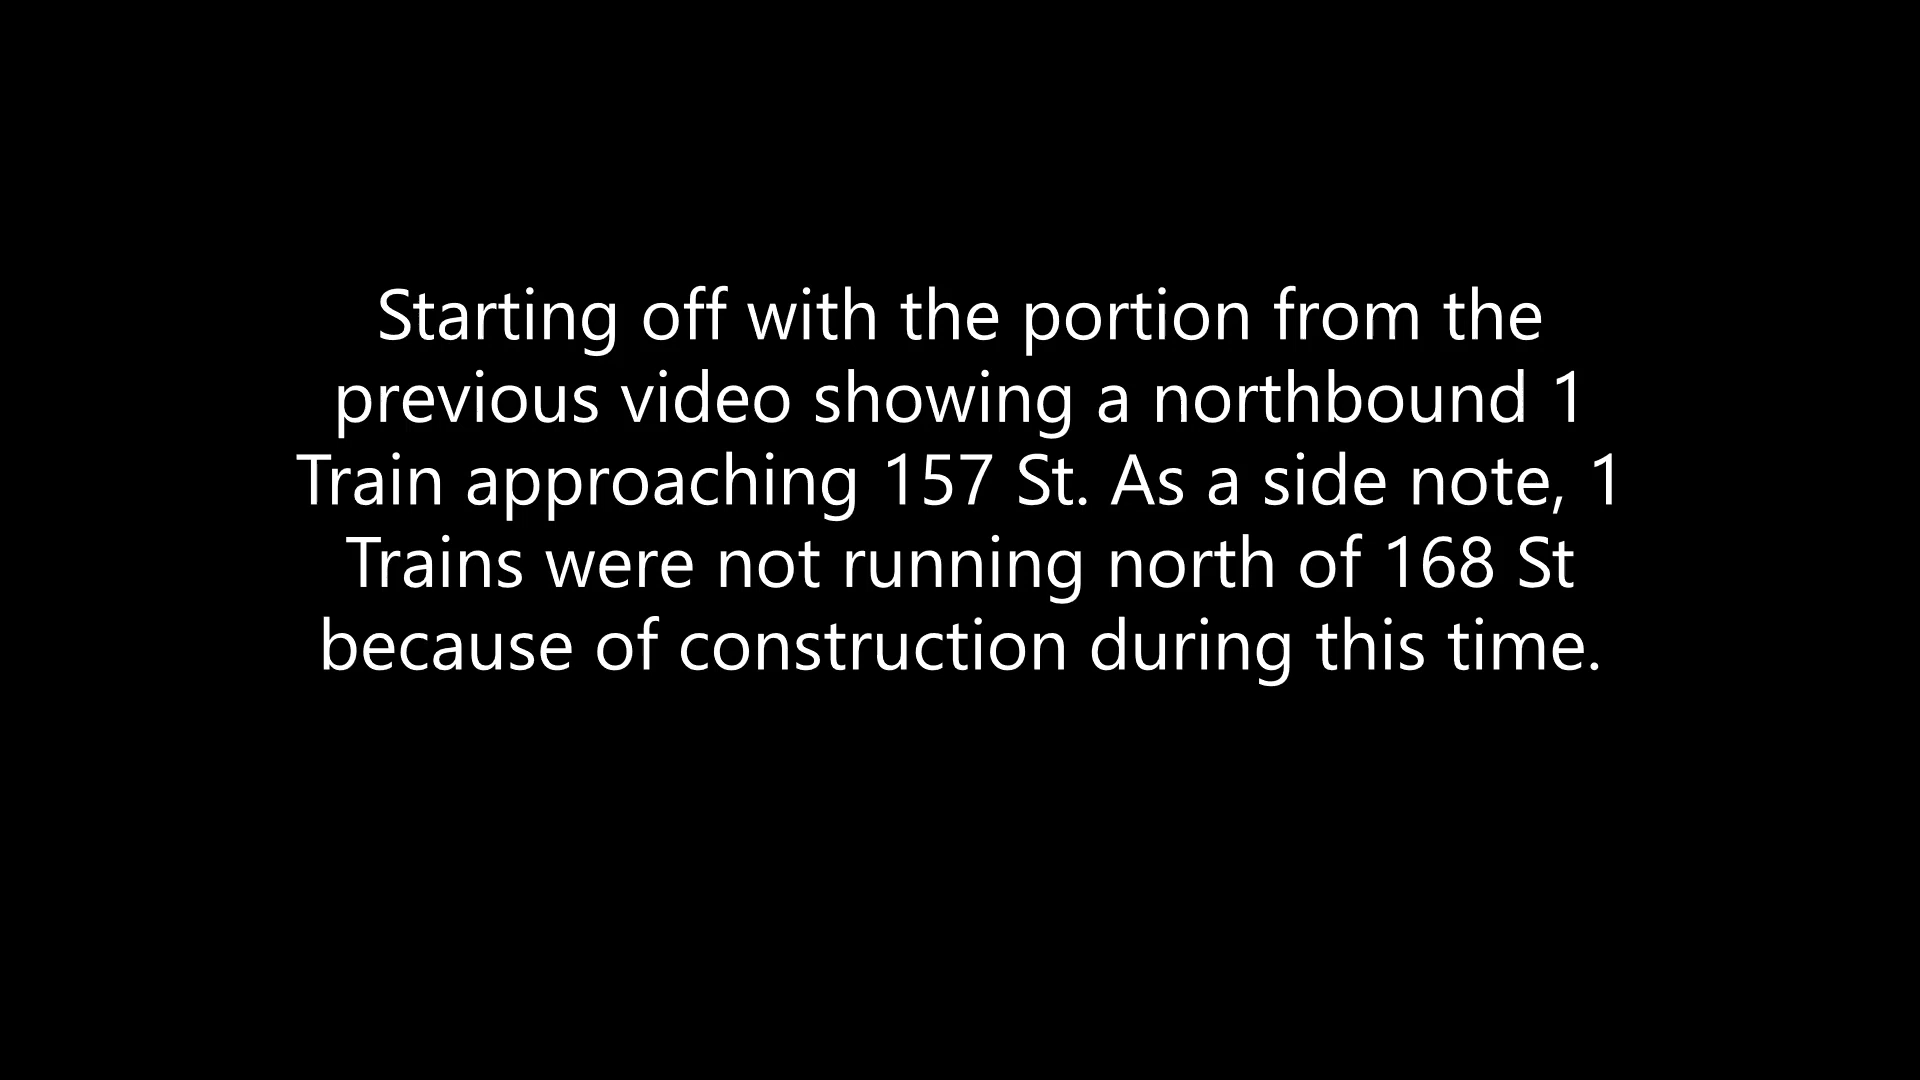 Starting off with the portion from the
previous video showing a northbound 1
Train approaching 157 St. As a side note, 1
Trains were not running north of 168 St
because of construction during this time.